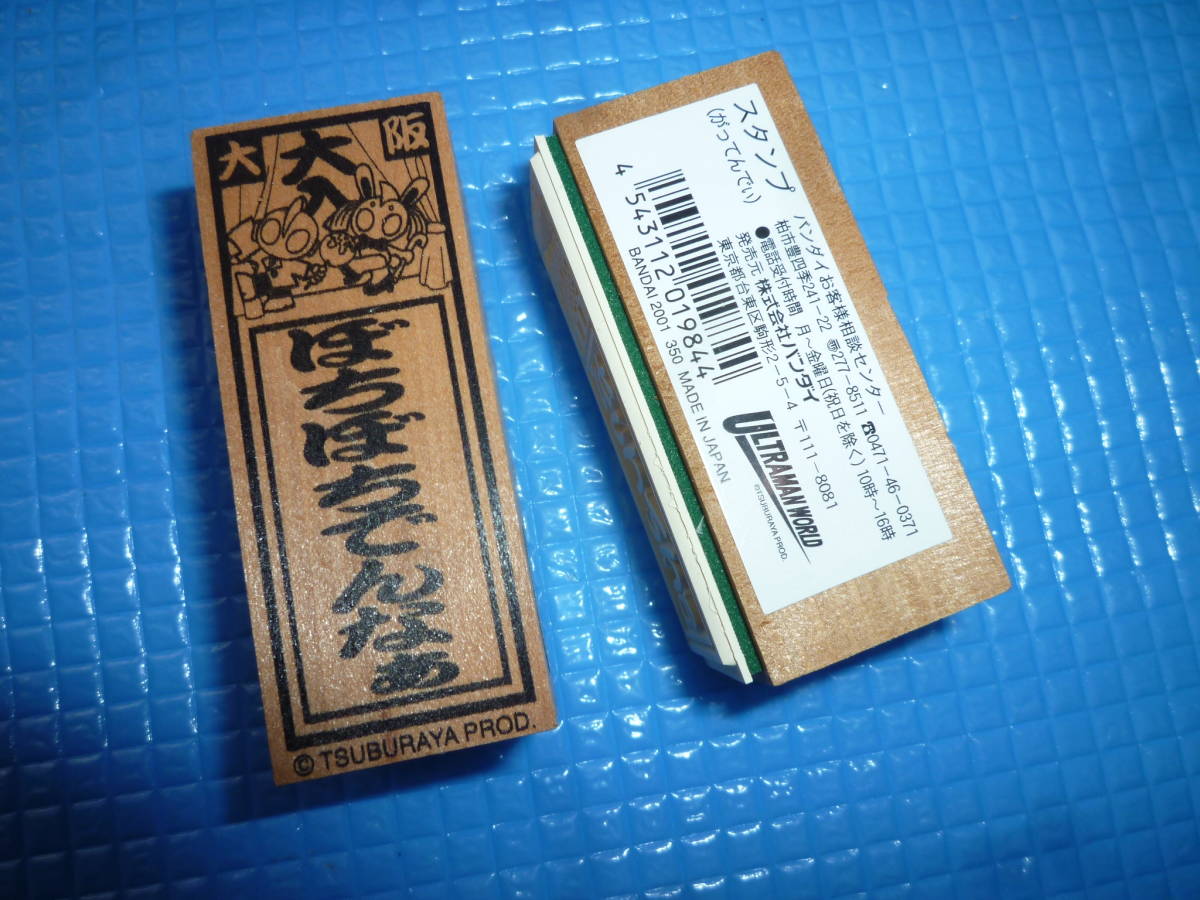 大阪
大入
ぼちぼちでんなぁ
© TSUBURAYA PROD.
スタンプ
(がってんでぃ)
バンダイお客様相談センター
柏市豊四季241-22 〠277-8511 ☎0471-46-0371
●電話受付時間 月~金曜日(祝日を除く)10時~16時
発売元 株式会社バンダイ
東京都台東区駒形2-5-4 〒111-8081
4 543112 019844
BANDAI 2001 350 MADE IN JAPAN
ULTRAMAN WORLD
©TSUBURAYA PROD.